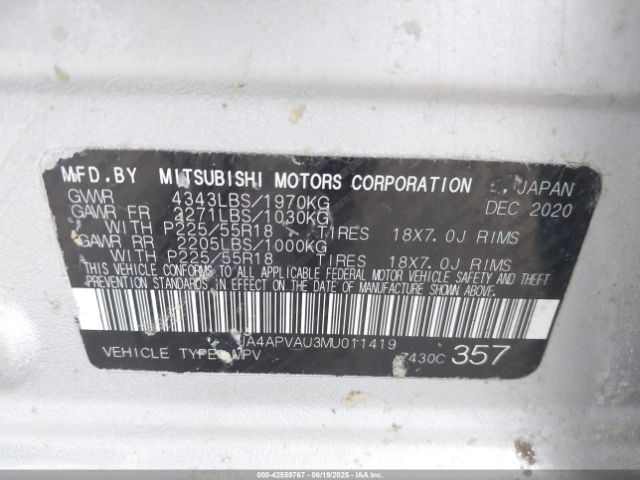 MFD.BY MITSUBISHI MOTORS CORPORATION JAPAN
GVWR 4343LBS/1970KG DEC 2020
GAWR FR 2271LBS/1030KG
WITH P225/55R18 TIRES 18X7.0J RIMS
GAWR RR 2205LBS/1000KG
WITH P225/55R18 TIRES 18X7.0J RIMS
THIS VEHICLE CONFORMS TO ALL APPLICABLE FEDERAL MOTOR VEHICLE SAFETY AND THEFT
PREVENTION STANDARDS IN EFFECT ON THE DATE OF MANUFACTURE SHOWN ABOVE.
JA4APVAU3MU011419
VEHICLE TYPE: MPV 7430C 357
000-42559767 - 06/19/2025 - IAAI.COM